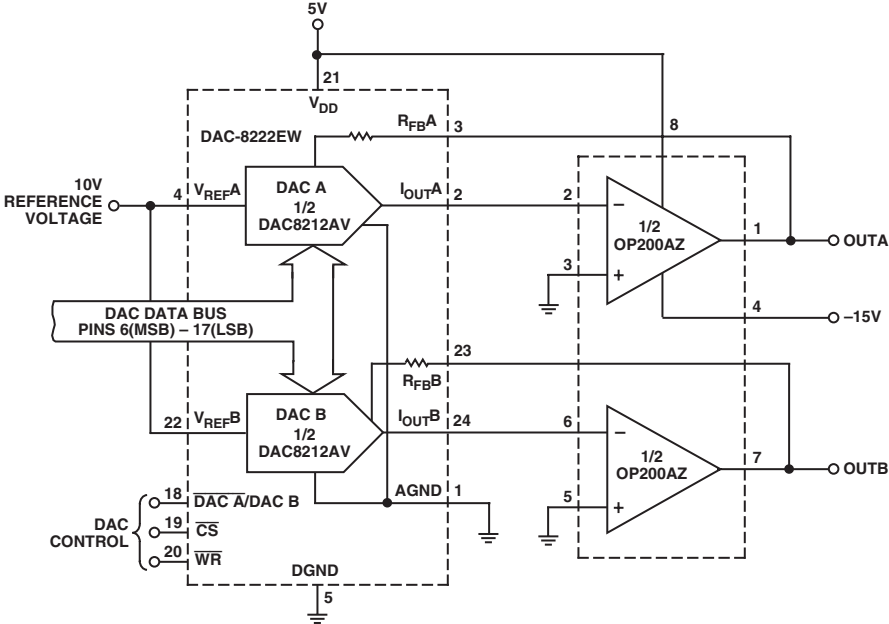 5V
21
VDD
DAC-8222EW
RFBA
3
8
10V
REFERENCE
VOLTAGE
4
VREFA
DAC A
1/2
DAC8212AV
IOUTA
2
2
−
1/2
OP200AZ
1
OUTA
3
+
4
–15V
DAC DATA BUS
PINS 6(MSB) – 17(LSB)
23
RFBB
22
VREFB
DAC B
1/2
DAC8212AV
IOUTB
24
6
−
1/2
OP200AZ
7
OUTB
5
+
AGND
1
DAC
CONTROL
18
DAC A/DAC B
19
CS
20
WR
DGND
5